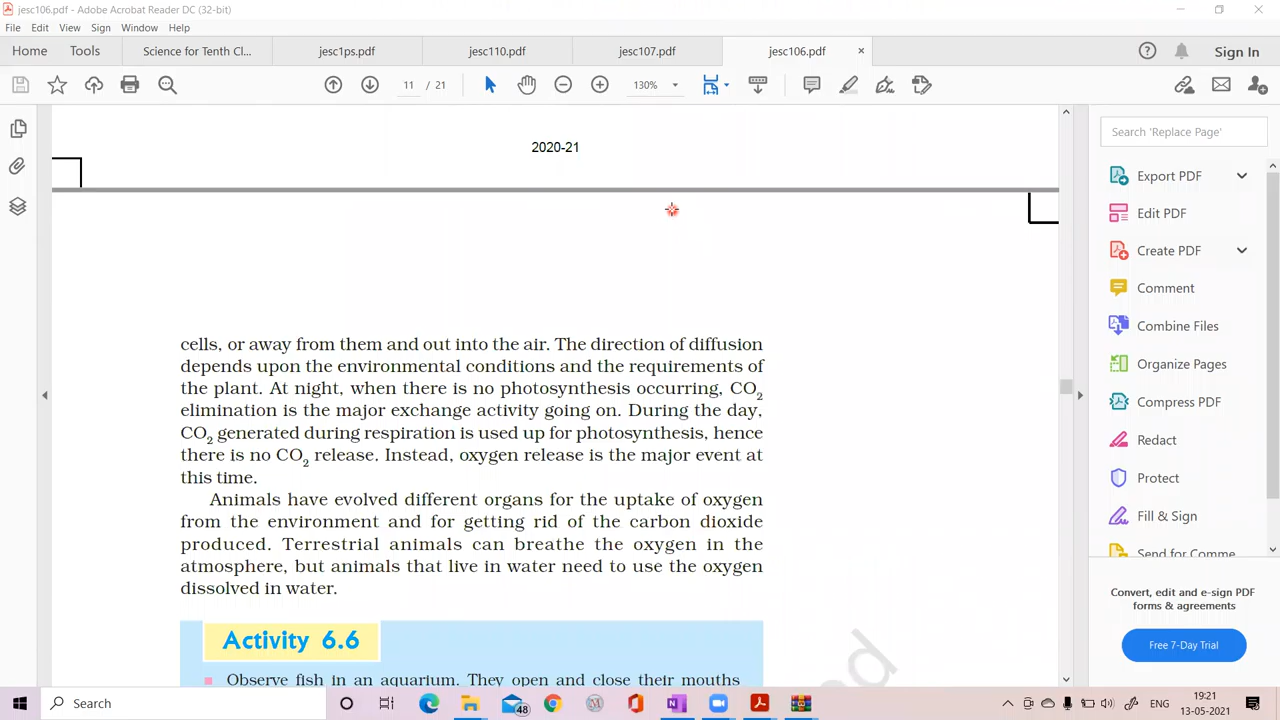 jesc106.pdf - Adobe Acrobat Reader DC (32-bit)
File Edit View Sign Window Help
Home Tools Science for Tenth Cl... jesc1ps.pdf jesc110.pdf jesc107.pdf jesc106.pdf × Sign In
11 / 21 130%
2020-21
cells, or away from them and out into the air. The direction of diffusion
depends upon the environmental conditions and the requirements of
the plant. At night, when there is no photosynthesis occurring, CO2
elimination is the major exchange activity going on. During the day,
CO2 generated during respiration is used up for photosynthesis, hence
there is no CO2 release. Instead, oxygen release is the major event at
this time.
Animals have evolved different organs for the uptake of oxygen
from the environment and for getting rid of the carbon dioxide
produced. Terrestrial animals can breathe the oxygen in the
atmosphere, but animals that live in water need to use the oxygen
dissolved in water.
Activity 6.6
Observe fish in an aquarium. They open and close their mouths
Search 'Replace Page'
Export PDF
Edit PDF
Create PDF
Comment
Combine Files
Organize Pages
Compress PDF
Redact
Protect
Fill & Sign
Send for Comme
Convert, edit and e-sign PDF
forms & agreements
Free 7-Day Trial
Search
48
ENG
19:21
13-05-2021